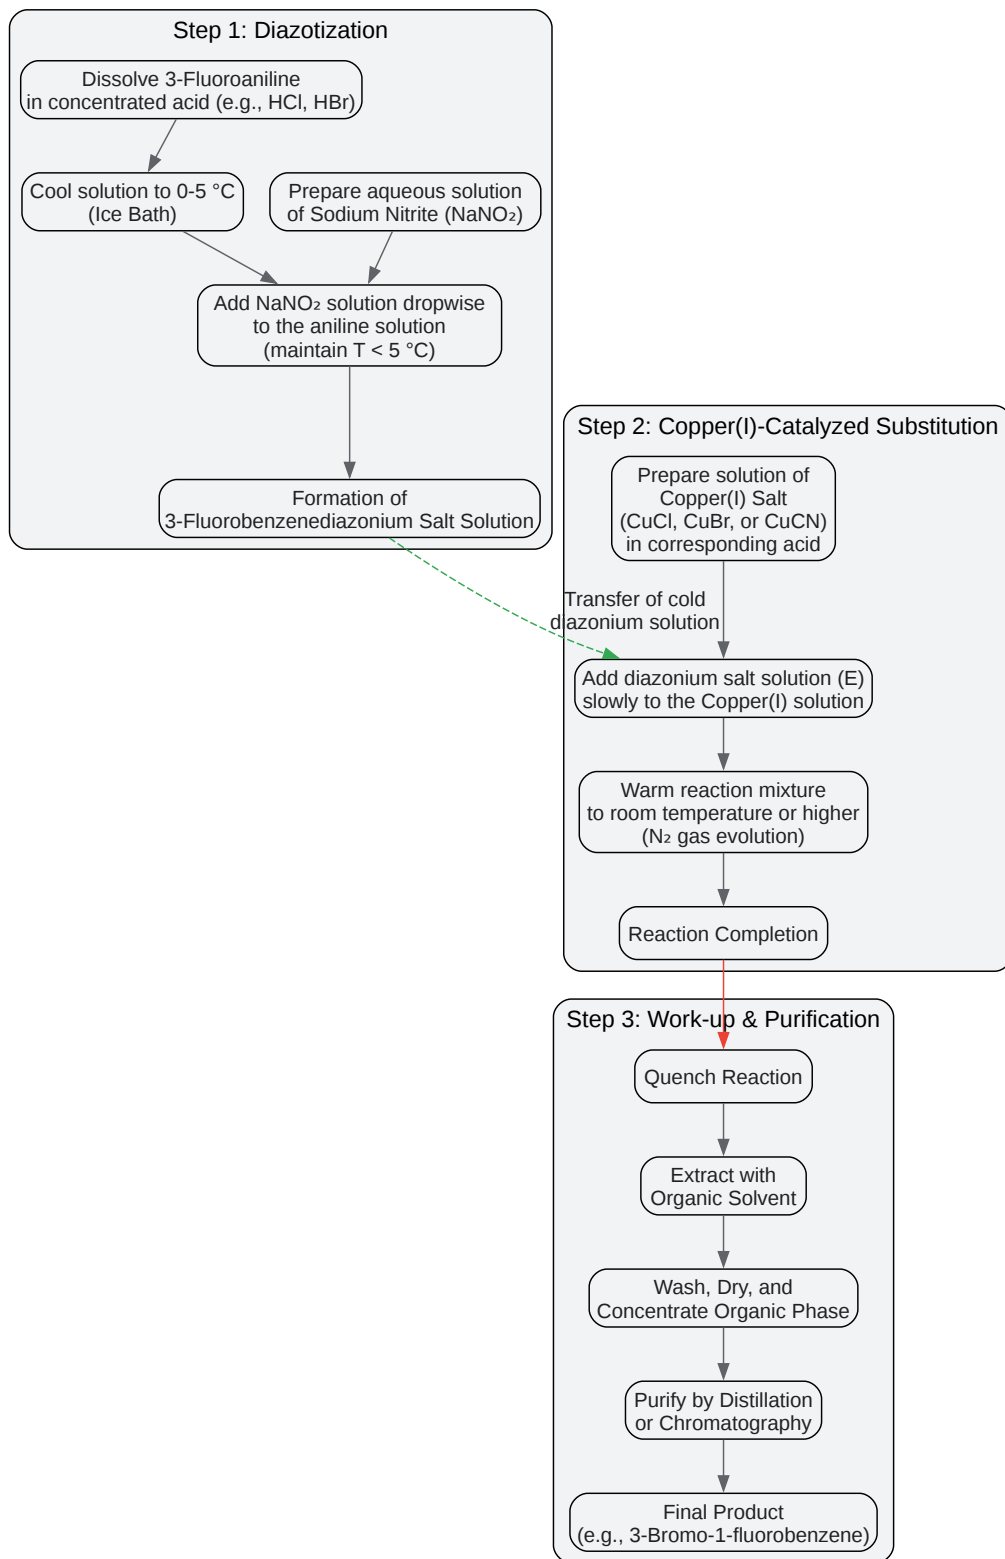 Step 1: Diazotization
Dissolve 3-Fluoroaniline
in concentrated acid (e.g., HCl, HBr)
Cool solution to 0-5 °C
(Ice Bath)
Prepare aqueous solution
of Sodium Nitrite (NaNO₂)
Add NaNO₂ solution dropwise
to the aniline solution
(maintain T < 5 °C)
Formation of
3-Fluorobenzenediazonium Salt Solution
Step 2: Copper(I)-Catalyzed Substitution
Prepare solution of
Copper(I) Salt
(CuCl, CuBr, or CuCN)
in corresponding acid
Transfer of cold
diazonium solution
Add diazonium salt solution (E)
slowly to the Copper(I) solution
Warm reaction mixture
to room temperature or higher
(N₂ gas evolution)
Reaction Completion
Step 3: Work-up & Purification
Quench Reaction
Extract with
Organic Solvent
Wash, Dry, and
Concentrate Organic Phase
Purify by Distillation
or Chromatography
Final Product
(e.g., 3-Bromo-1-fluorobenzene)